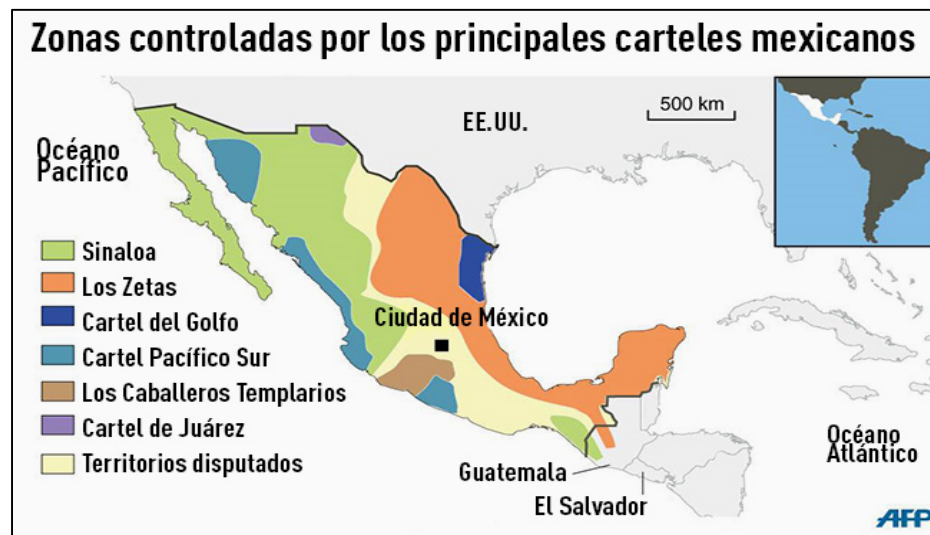 Zonas controladas por los principales carteles mexicanos
500 km
EE.UU.
Océano
Pacífico
Sinaloa
Los Zetas
Cartel del Golfo
Cartel Pacífico Sur
Los Caballeros Templarios
Cartel de Juárez
Territorios disputados
Ciudad de México
Guatemala
El Salvador
Océano
Atlántico
AFP